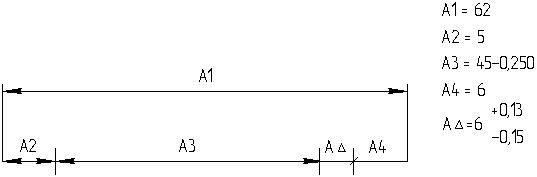 A1 = 62
A2 = 5
A3 = 45-0,250
A4 = 6
A△=6 +0,13 -0,15
A1
A2 A3 A△ A4